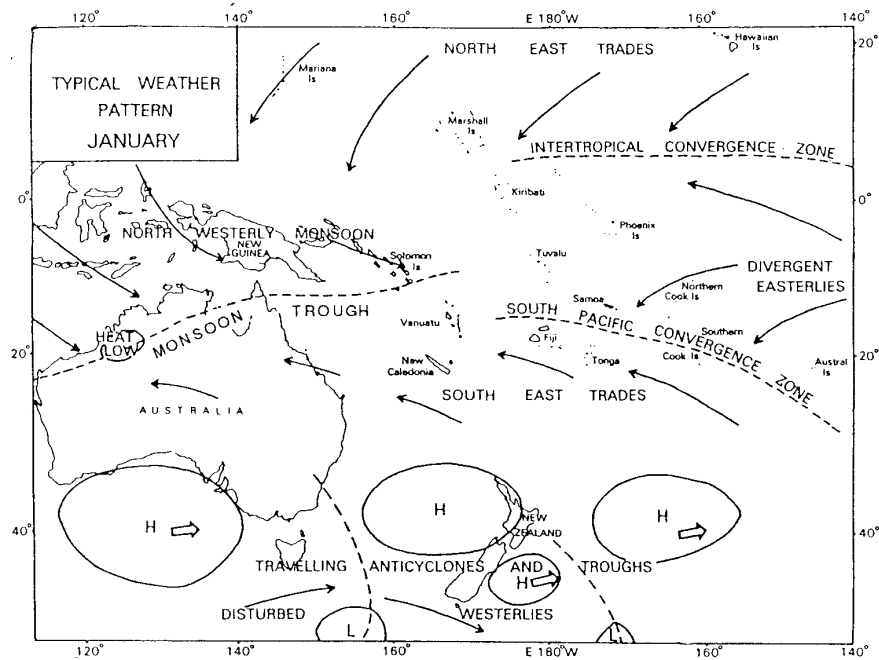 120° 140° 160° E 180° W 160° 140°
20° 20°
TYPICAL WEATHER
PATTERN
JANUARY
Mariana
Is
NORTH EAST TRADES
Hawaiian
Is
Marshall
Is
INTERTROPICAL CONVERGENCE ZONE
0° 0°
Kiribati
Phoenix
Is
NORTH WESTERLY MONSOON
NEW
GUINEA
Solomon
Is
Tuvalu
DIVERGENT
EASTERLIES
Northern
Cook Is
Samoa
TROUGH
MONSOON
HEAT
LOW
Vanuatu
SOUTH PACIFIC CONVERGENCE ZONE
Fiji
Southern
Cook Is
20° 20°
New
Caledonia
Tonga
Austral
Is
AUSTRALIA
SOUTH EAST TRADES
H
H
H
NEW
ZEALAND
40° 40°
TRAVELLING ANTICYCLONES AND TROUGHS
H
DISTURBED WESTERLIES
L
L
120° 140° 160° E 180° W 160° 140°